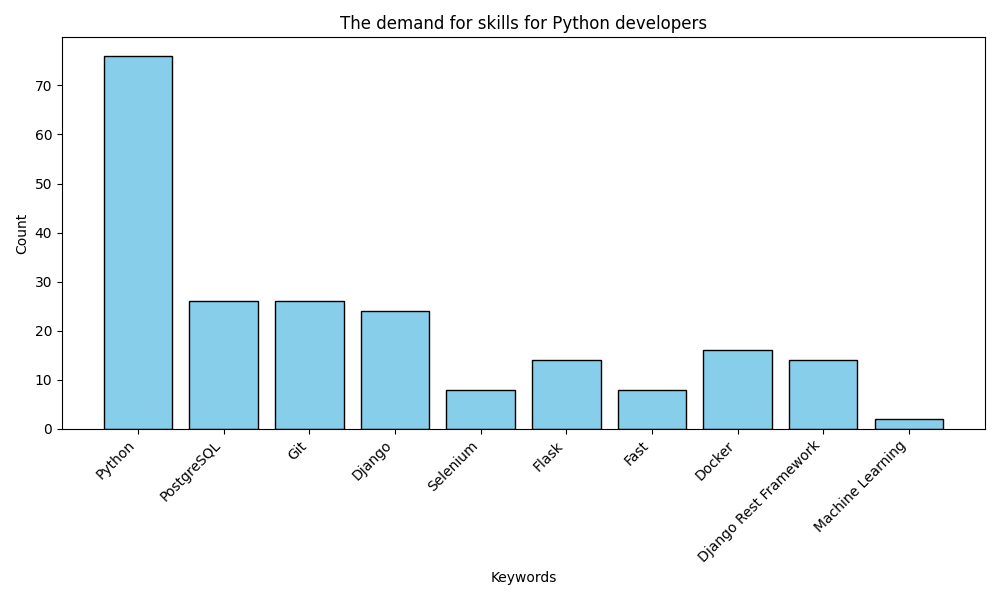 The demand for skills for Python developers
Count
70
60
50
40
30
20
10
0
Python
PostgreSQL
Git
Django
Selenium
Flask
Fast
Docker
Django Rest Framework
Machine Learning
Keywords